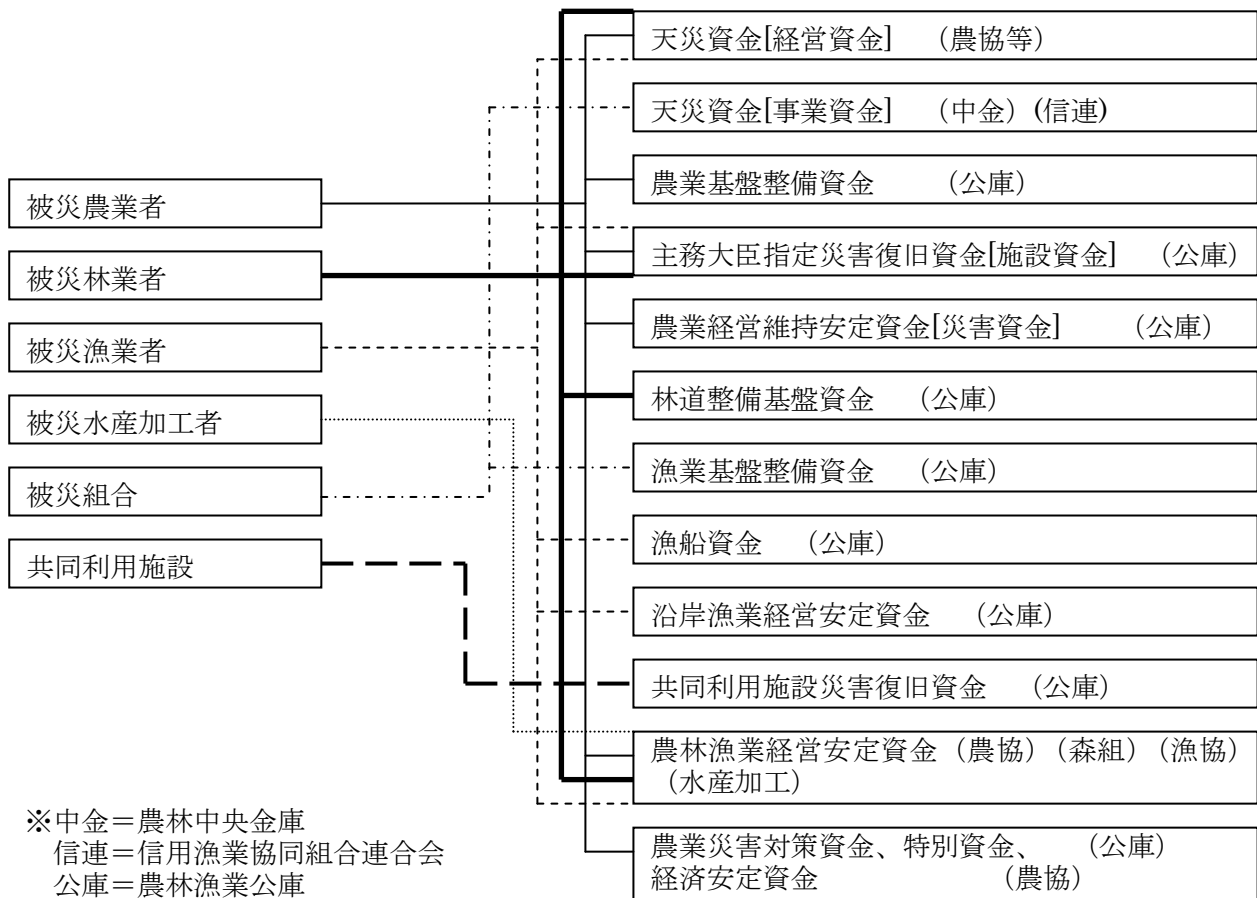 被災農業者
被災林業者
被災漁業者
被災水産加工者
被災組合
共同利用施設
天災資金[経営資金] （農協等）
天災資金[事業資金] （中金）(信連)
農業基盤整備資金 （公庫）
主務大臣指定災害復旧資金[施設資金] （公庫）
農業経営維持安定資金[災害資金] （公庫）
林道整備基盤資金 （公庫）
漁業基盤整備資金 （公庫）
漁船資金 （公庫）
沿岸漁業経営安定資金 （公庫）
共同利用施設災害復旧資金 （公庫）
農林漁業経営安定資金（農協）（森組）（漁協）
（水産加工）
農業災害対策資金、特別資金、 （公庫）
経済安定資金 （農協）
※中金＝農林中央金庫
信連＝信用漁業協同組合連合会
公庫＝農林漁業公庫